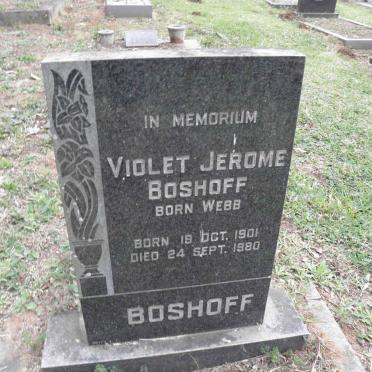 IN MEMORIUM
VIOLET JEROME
BOSHOFF
BORN WEBB
BORN 19 OCT. 1901
DIED 24 SEPT. 1980
BOSHOFF